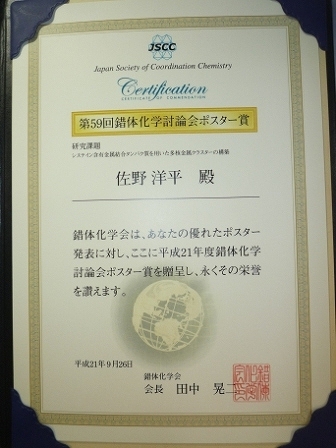 JSCC
Japan Society of Coordination Chemistry
Certification
CERTIFICATE OF COMMENDATION
第59回錯体化学討論会ポスター賞
研究課題
システイン含有金属結合タンパク質を用いた多核金属クラスターの構築
佐野 洋平 殿
錯体化学会は、あなたの優れたポスター
発表に対し、ここに平成21年度錯体化学
討論会ポスター賞を贈呈し、永くその栄誉
を讃えます。
平成21年9月26日
錯体化学会
会長 田中 晃二